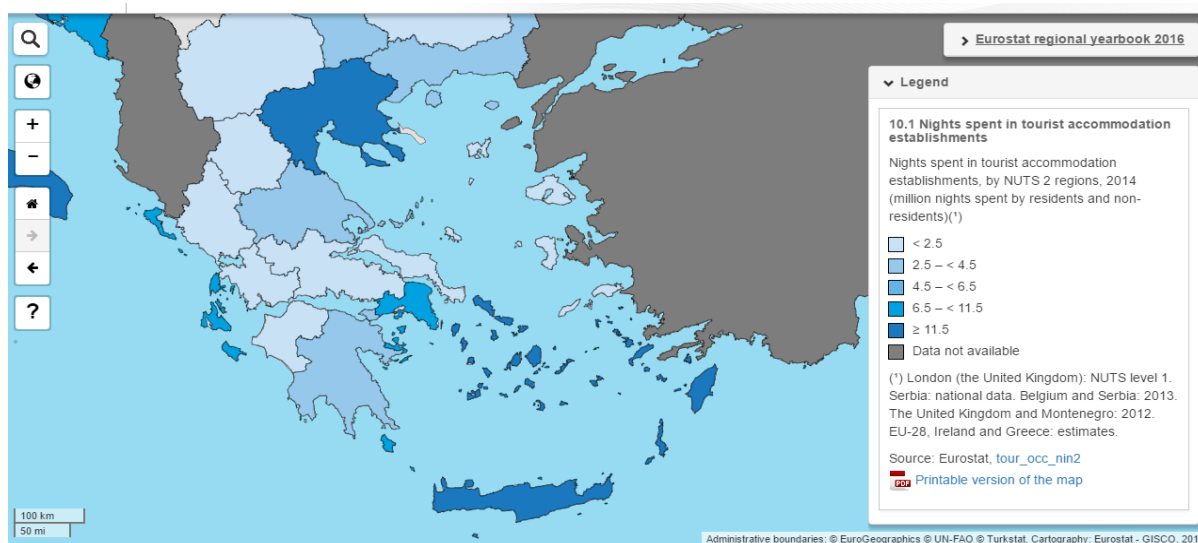 Eurostat regional yearbook 2016
Legend
+
−
?
10.1 Nights spent in tourist accommodation
establishments
Nights spent in tourist accommodation
establishments, by NUTS 2 regions, 2014
(million nights spent by residents and non-
residents)(¹)
< 2.5
2.5 – < 4.5
4.5 – < 6.5
6.5 – < 11.5
≥ 11.5
Data not available
(¹) London (the United Kingdom): NUTS level 1.
Serbia: national data. Belgium and Serbia: 2013.
The United Kingdom and Montenegro: 2012.
EU-28, Ireland and Greece: estimates.
Source: Eurostat, tour_occ_nin2
PDF Printable version of the map
100 km
50 mi
Administrative boundaries: © EuroGeographics © UN-FAO © Turkstat, Cartography: Eurostat - GISCO, 201